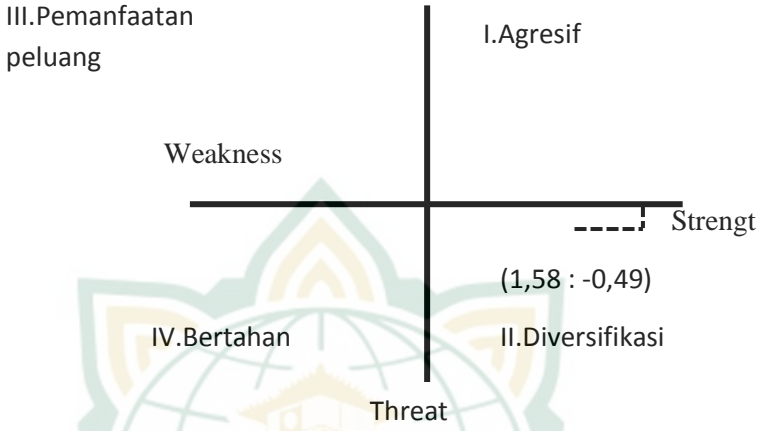 III.Pemanfaatan
peluang
I.Agresif
Weakness
Strengt
(1,58 : -0,49)
IV.Bertahan
II.Diversifikasi
Threat